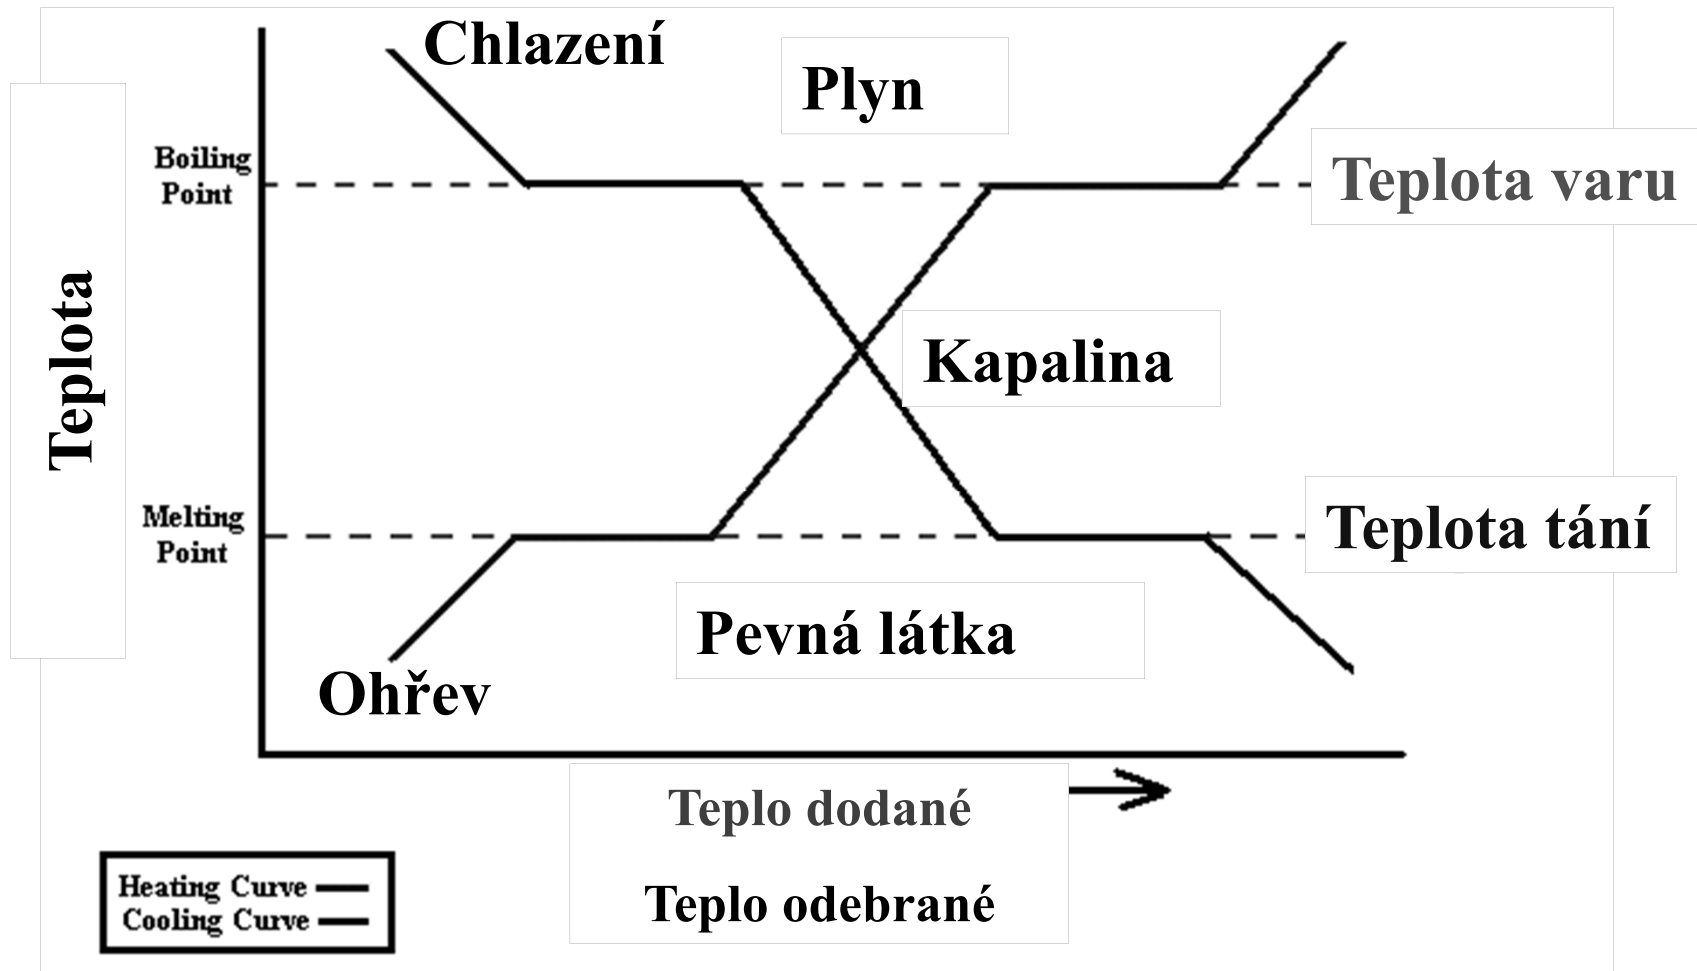 Chlazení
Plyn
Boiling
Point
Teplota varu
Teplota
Kapalina
Melting
Point
Teplota tání
Pevná látka
Ohřev
Teplo dodané
Teplo odebrané
Heating Curve
Cooling Curve